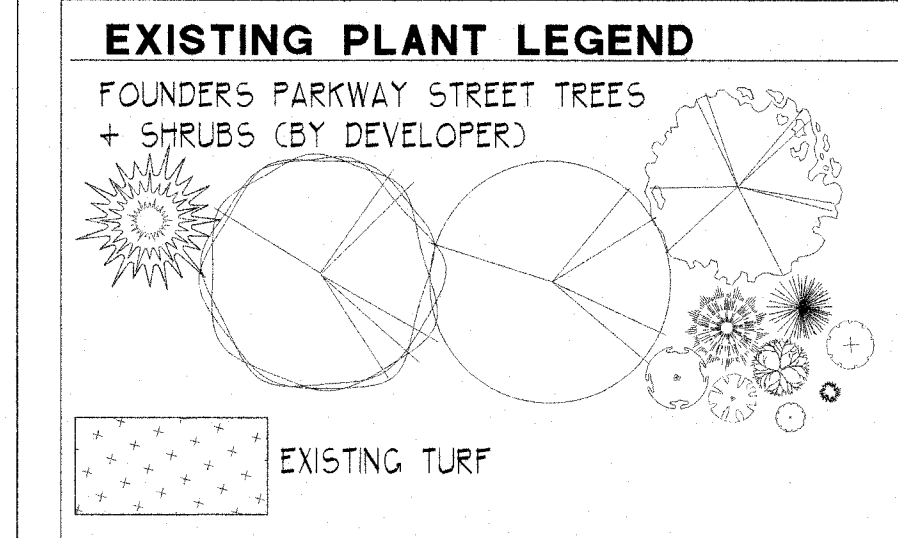 EXISTING PLANT LEGEND
FOUNDERS PARKWAY STREET TREES
+ SHRUBS (BY DEVELOPER)
EXISTING TURF